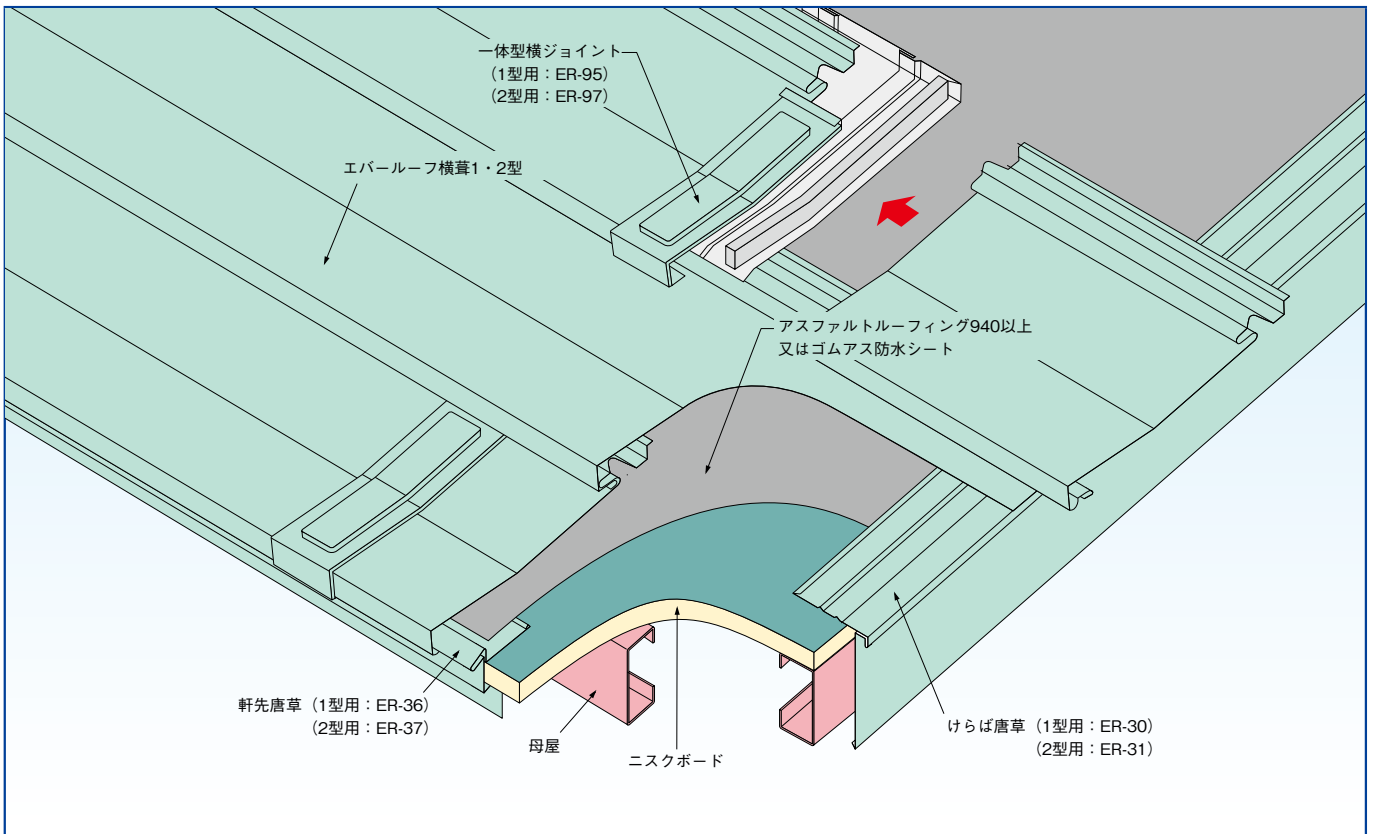 一体型横ジョイント
（1型用：ER-95）
（2型用：ER-97）
エバールーフ横葺1・2型
アスファルトルーフィング940以上
又はゴムアス防水シート
軒先唐草（1型用：ER-36）
（2型用：ER-37）
母屋
ニスクボード
けらば唐草（1型用：ER-30）
（2型用：ER-31）